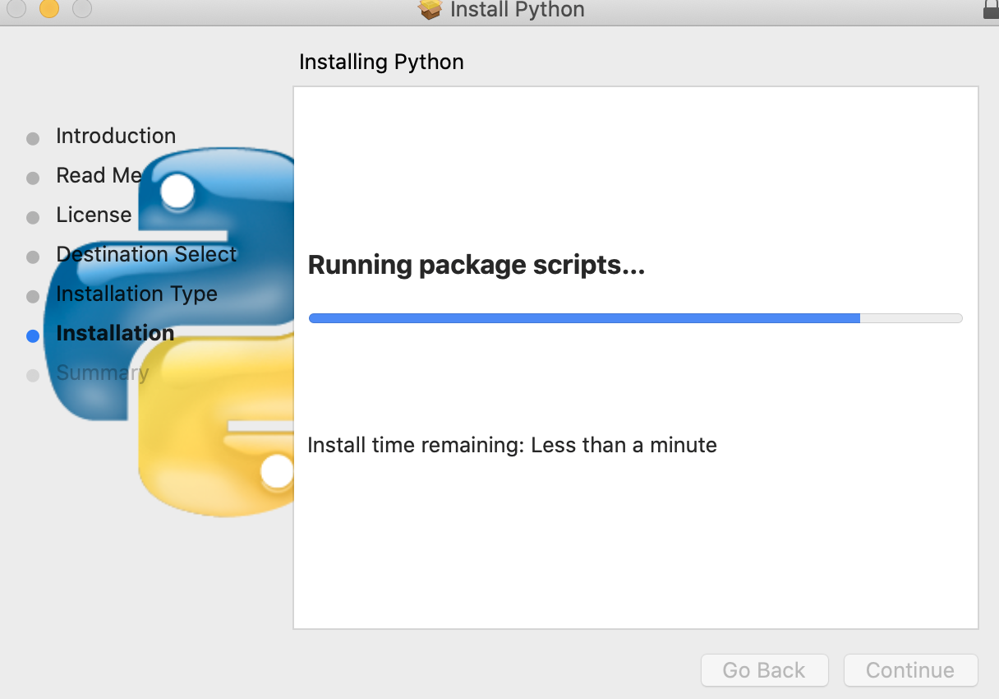 Install Python
Installing Python
Introduction
Read Me
License
Destination Select
Installation Type
Installation
Summary
Running package scripts...
Install time remaining: Less than a minute
Go Back
Continue